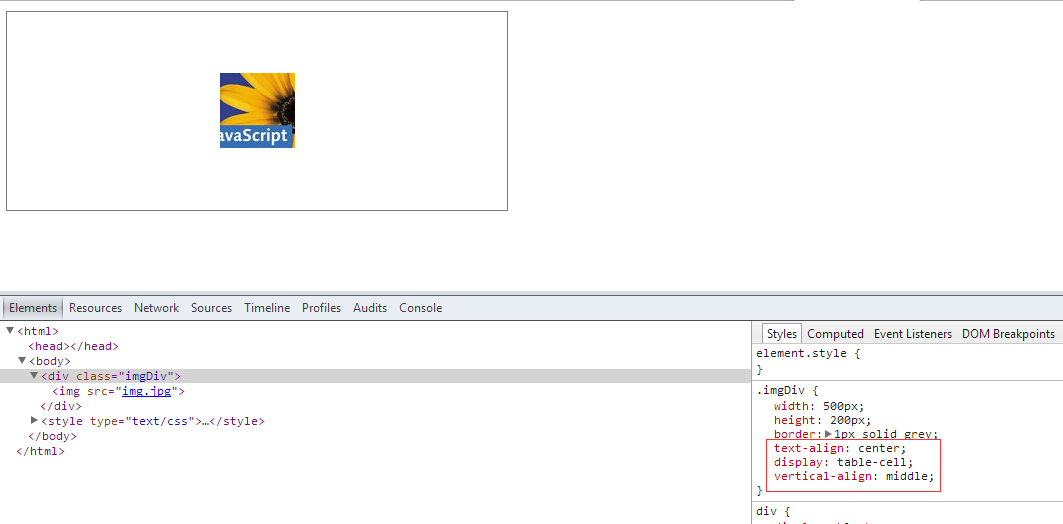 avaScript
Elements Resources Network Sources Timeline Profiles Audits Console
<html>
<head></head>
<body>
<div class="imgDiv">
<img src="img.jpg">
</div>
<style type="text/css">…</style>
</body>
</html>
Styles Computed Event Listeners DOM Breakpoints
element.style {
}
.imgDiv {
width: 500px;
height: 200px;
border: 1px solid grey;
text-align: center;
display: table-cell;
vertical-align: middle;
}
div {